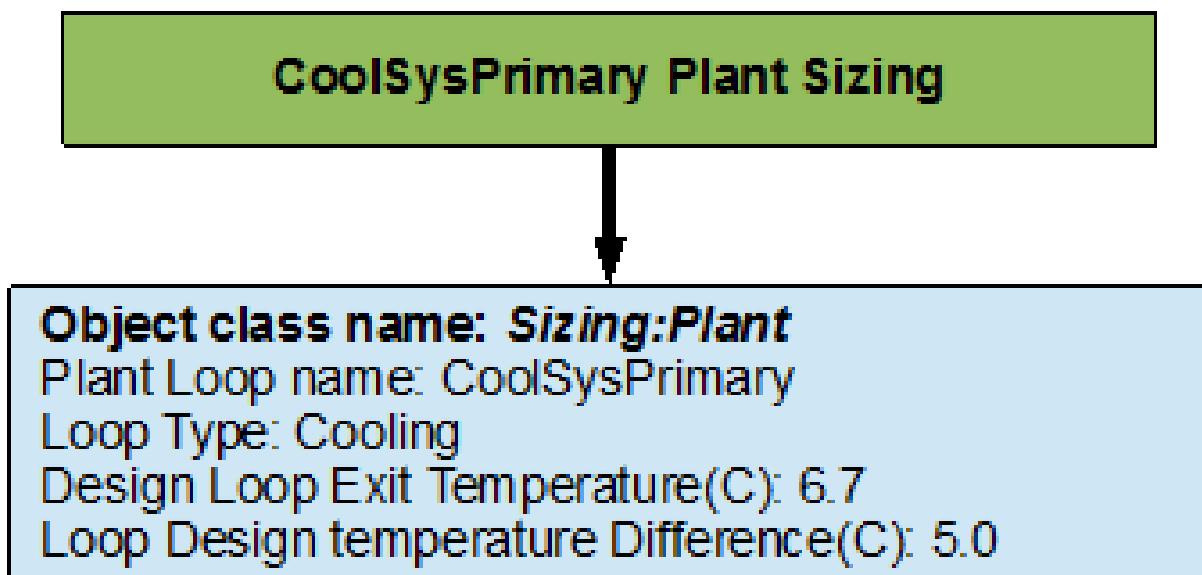 CoolSysPrimary Plant Sizing
Object class name: Sizing:Plant
Plant Loop name: CoolSysPrimary
Loop Type: Cooling
Design Loop Exit Temperature(C): 6.7
Loop Design temperature Difference(C): 5.0